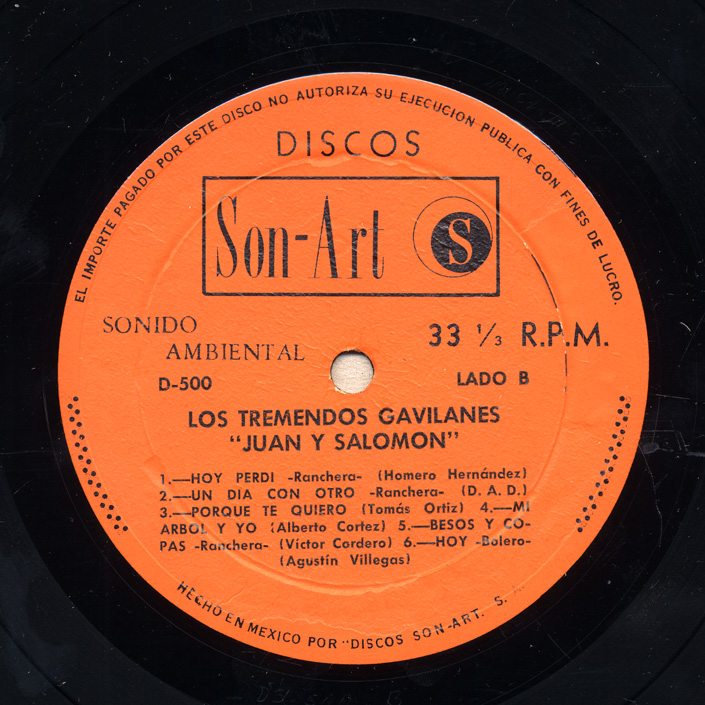 EL IMPORTE PAGADO POR ESTE DISCO NO AUTORIZA SU EJECUCION PUBLICA CON FINES DE LUCRO.
DISCOS
Son-Art S
SONIDO
AMBIENTAL
33 1/3 R.P.M.
D-500
LADO B
LOS TREMENDOS GAVILANES
"JUAN Y SALOMON"
1.—HOY PERDI -Ranchera- (Homero Hernández)
2.—UN DIA CON OTRO -Ranchera- (D. A. D.)
3.—PORQUE TE QUIERO (Tomás Ortiz) 4.—MI
ARBOL Y YO (Alberto Cortez) 5.—BESOS Y CO-
PAS -Ranchera- (Víctor Cordero) 6.—HOY -Bolero-
(Agustín Villegas)
HECHO EN MEXICO POR "DISCOS SON-ART. S.